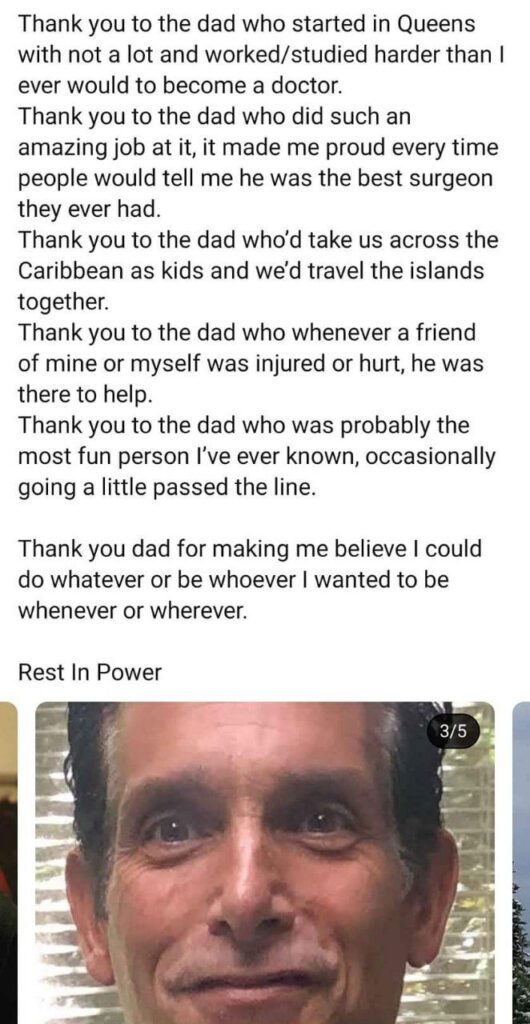 Thank you to the dad who started in Queens
with not a lot and worked/studied harder than I
ever would to become a doctor.
Thank you to the dad who did such an
amazing job at it, it made me proud every time
people would tell me he was the best surgeon
they ever had.
Thank you to the dad who'd take us across the
Caribbean as kids and we'd travel the islands
together.
Thank you to the dad who whenever a friend
of mine or myself was injured or hurt, he was
there to help.
Thank you to the dad who was probably the
most fun person I've ever known, occasionally
going a little passed the line.
Thank you dad for making me believe I could
do whatever or be whoever I wanted to be
whenever or wherever.
Rest In Power
3/5